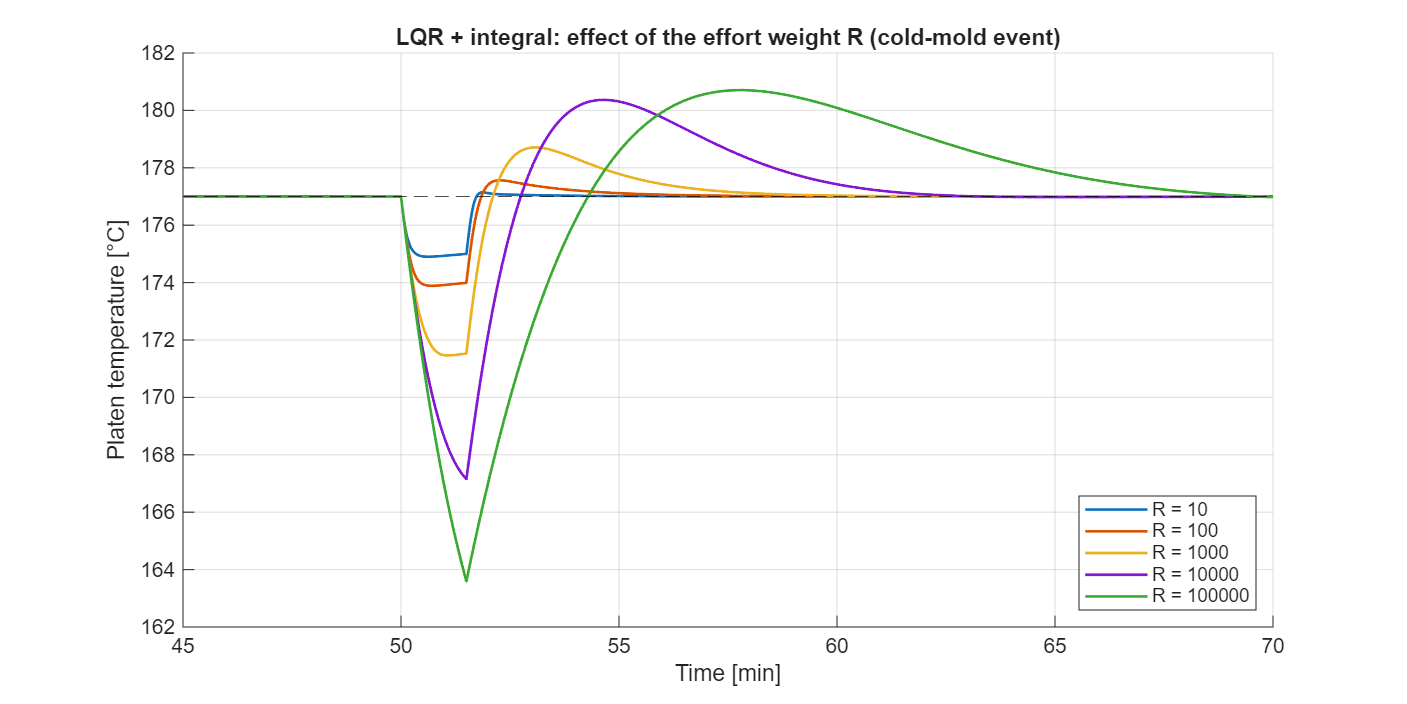 LQR + integral: effect of the effort weight R (cold-mold event)
182
180
178
176
174
172
170
168
166
164
162
Platen temperature [°C]
45
50
55
60
65
70
Time [min]
R = 10
R = 100
R = 1000
R = 10000
R = 100000